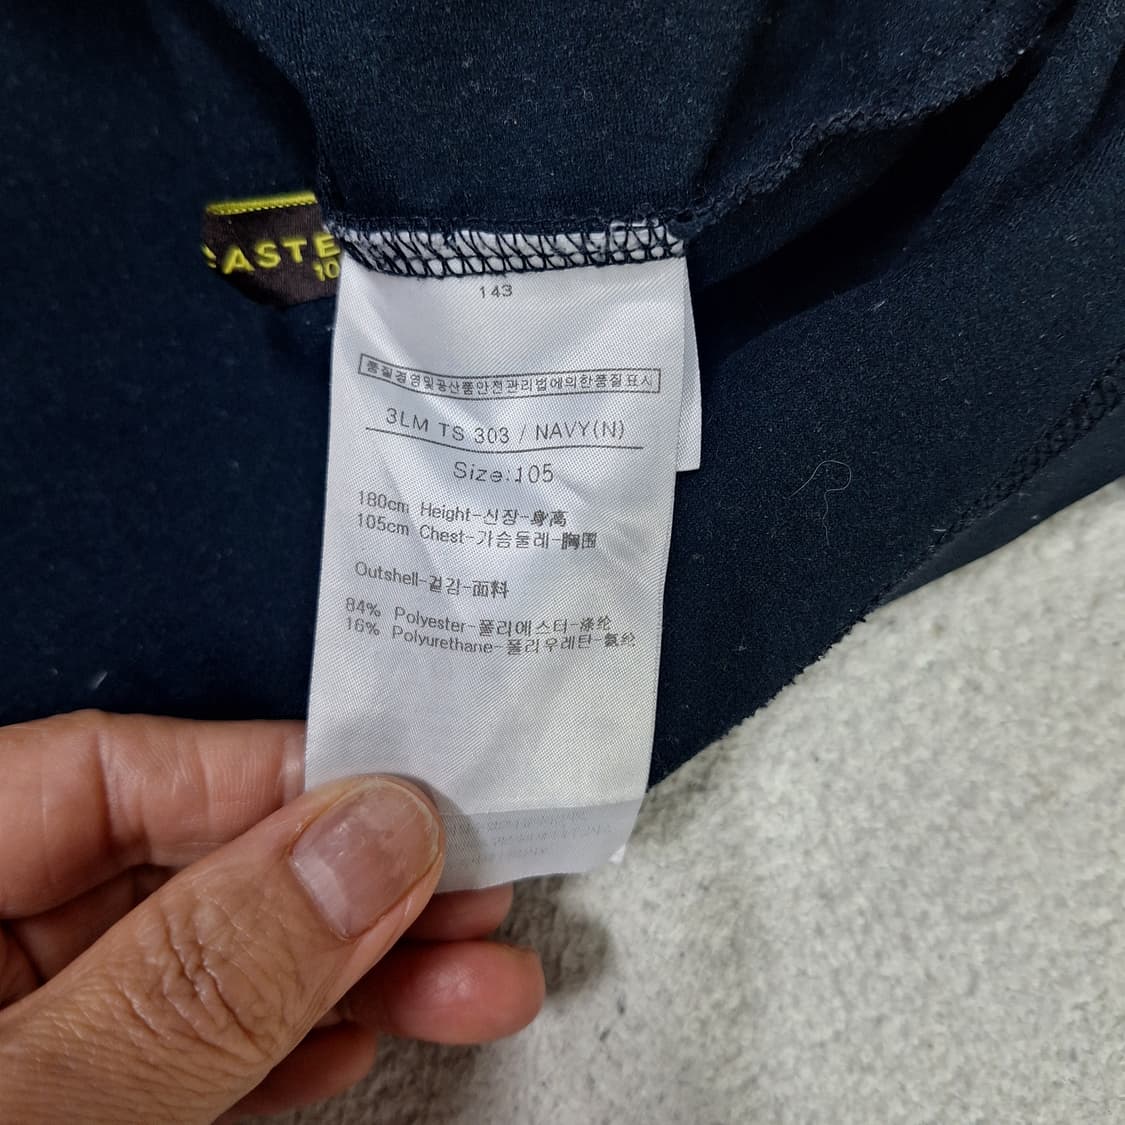 ASTE
10
143
품질경영및공산품안전관리법에의한품질표시
3LM TS 303 / NAVY(N)
Size:105
180cm Height-신장-身高
105cm Chest-가슴둘레-胸围
Outshell-겉감-面料
84% Polyester-폴리에스터-涤纶
16% Polyurethane-폴리우레탄-氨纶